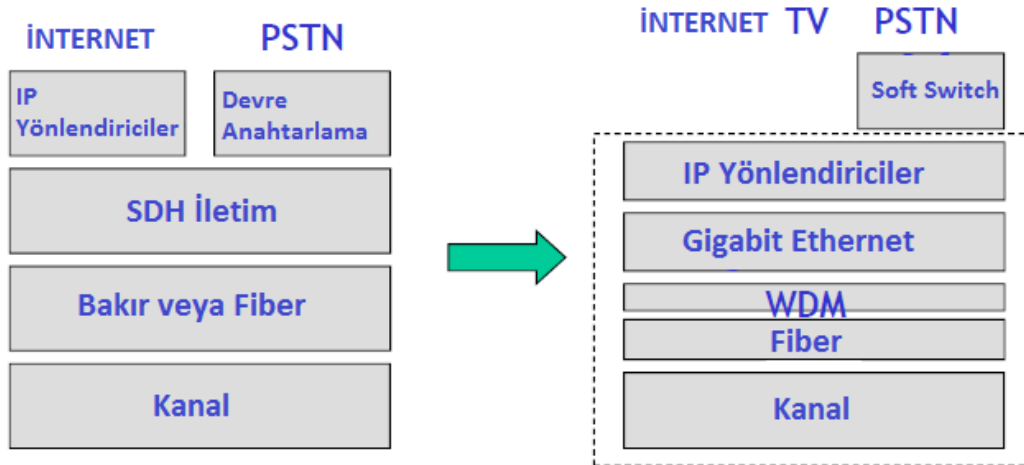 İNTERNET PSTN
IP
Yönlendiriciler
Devre
Anahtarlama
SDH İletim
Bakır veya Fiber
Kanal
İNTERNET TV PSTN
Soft Switch
IP Yönlendiriciler
Gigabit Ethernet
WDM
Fiber
Kanal